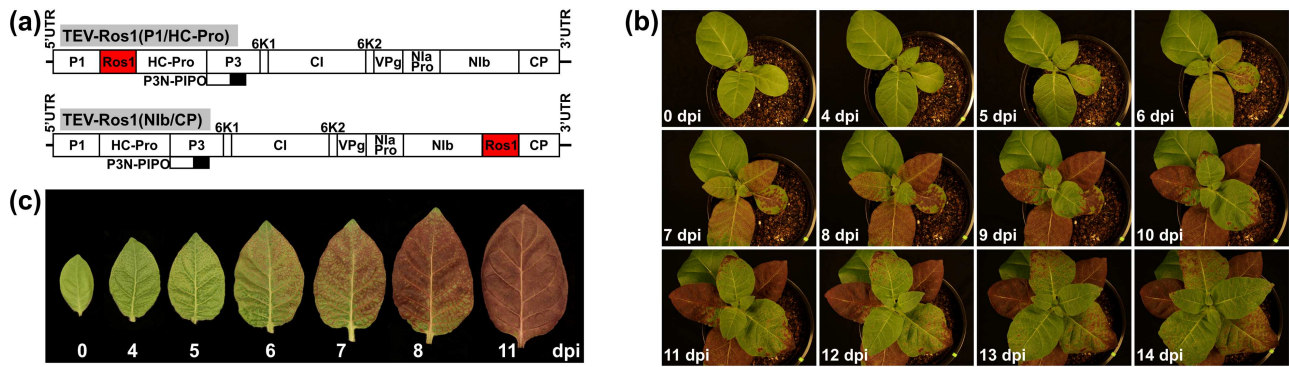 (a)
TEV-Ros1(P1/HC-Pro)
5'UTR
3'UTR
6K1
6K2
P1
Ros1
HC-Pro
P3
CI
VPg
NIa
Pro
NIb
CP
P3N-PIPO
TEV-Ros1(NIb/CP)
5'UTR
3'UTR
6K1
6K2
P1
HC-Pro
P3
CI
VPg
NIa
Pro
NIb
Ros1
CP
P3N-PIPO
(b)
0 dpi
4 dpi
5 dpi
6 dpi
7 dpi
8 dpi
9 dpi
10 dpi
11 dpi
12 dpi
13 dpi
14 dpi
(c)
0 4 5 6 7 8 11 dpi